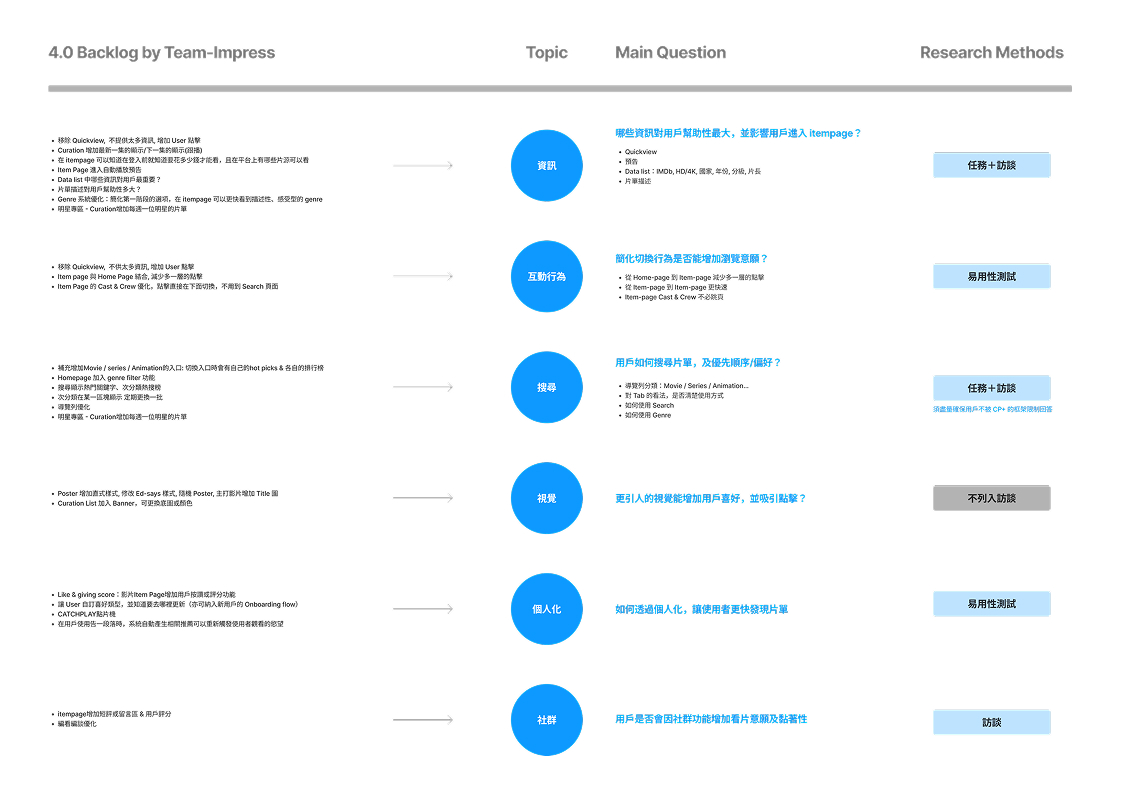 4.0 Backlog by Team-Impress
Topic
Main Question
Research Methods
移除 Quickview, 不提供太多資訊, 增加 User 點擊
Curation 增加最新一集的顯示/下一集的顯示(跟播)
在 itempage 可以知道在登入前就知道要花多少錢才能看，且在平台上有哪些片源可以看
Item Page 進入自動播放預告
Data list 中哪些資訊對用戶最重要？
片單描述對用戶幫助性多大？
Genre 系統優化：簡化第一階段的選項，在 itempage 可以更快看到描述性、感受型的 genre
明星專區 - Curation增加每週一位明星的片單
資訊
哪些資訊對用戶幫助性最大，並影響用戶進入 itempage？
Quickview
預告
Data list：IMDb, HD/4K, 國家, 年份, 分級, 片長
片單描述
任務＋訪談
移除 Quickview, 不供太多資訊, 增加 User 點擊
Item page 與 Home Page 結合, 減少多一層的點擊
Item Page 的 Cast & Crew 優化，點擊直接在下面切換，不用到 Search 頁面
互動行為
簡化切換行為是否能增加瀏覽意願？
從 Home-page 到 Item-page 減少多一層的點擊
從 Item-page 到 Item-page 更快速
Item-page Cast & Crew 不必跳頁
易用性測試
補充增加Movie / series / Animation的入口: 切換入口時會有自己的hot picks & 各自的排行榜
Homepage 加入 genre filter 功能
搜尋顯示熱門關鍵字、次分類熱搜榜
次分類在某一區塊顯示 定期更換一批
導覽列優化
明星專區 - Curation增加每週一位明星的片單
搜尋
用戶如何搜尋片單，及優先順序/偏好？
導覽列分類：Movie / Series / Animation...
對 Tab 的看法，是否清楚使用方式
如何使用 Search
如何使用 Genre
任務＋訪談
須盡量確保用戶不被 CP+ 的框架限制回答
Poster 增加直式樣式, 修改 Ed-says 樣式, 隨機 Poster, 主打影片增加 Title 圖
Curation List 加入 Banner，可更換底圖或顏色
視覺
更引人的視覺能增加用戶喜好，並吸引點擊？
不列入訪談
Like & giving score：影片Item Page增加用戶按讚或評分功能
讓 User 自訂喜好類型，並知道要去哪裡更新（亦可納入新用戶的 Onboarding flow）
CATCHPLAY點片機
在用戶使用告一段落時，系統自動產生相關推薦可以重新觸發使用者觀看的慾望
個人化
如何透過個人化，讓使用者更快發現片單
易用性測試
itempage增加短評或留言區 & 用戶評分
編看編談優化
社群
用戶是否會因社群功能增加看片意願及黏著性
訪談